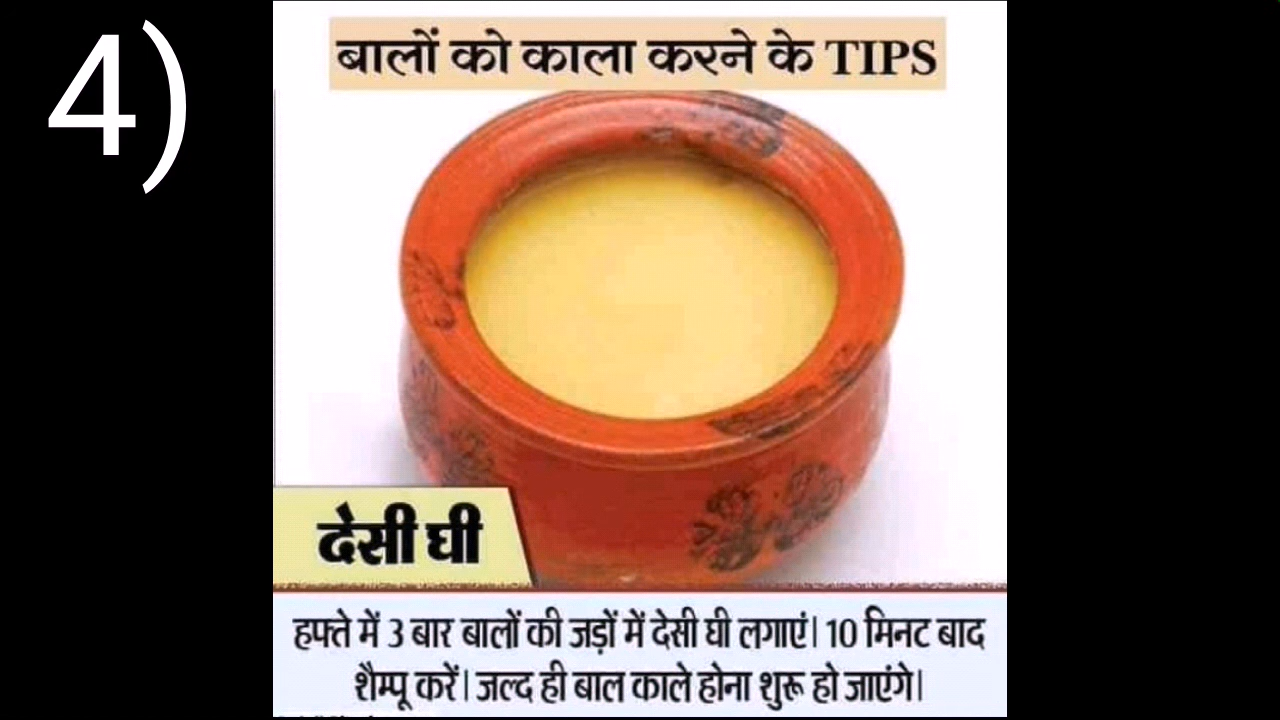 4)
बालों को काला करने के TIPS
देसी घी
हफ्ते में 3 बार बालों की जड़ों में देसी घी लगाएं। 10 मिनट बाद
शैम्पू करें। जल्द ही बाल काले होना शुरू हो जाएंगे।